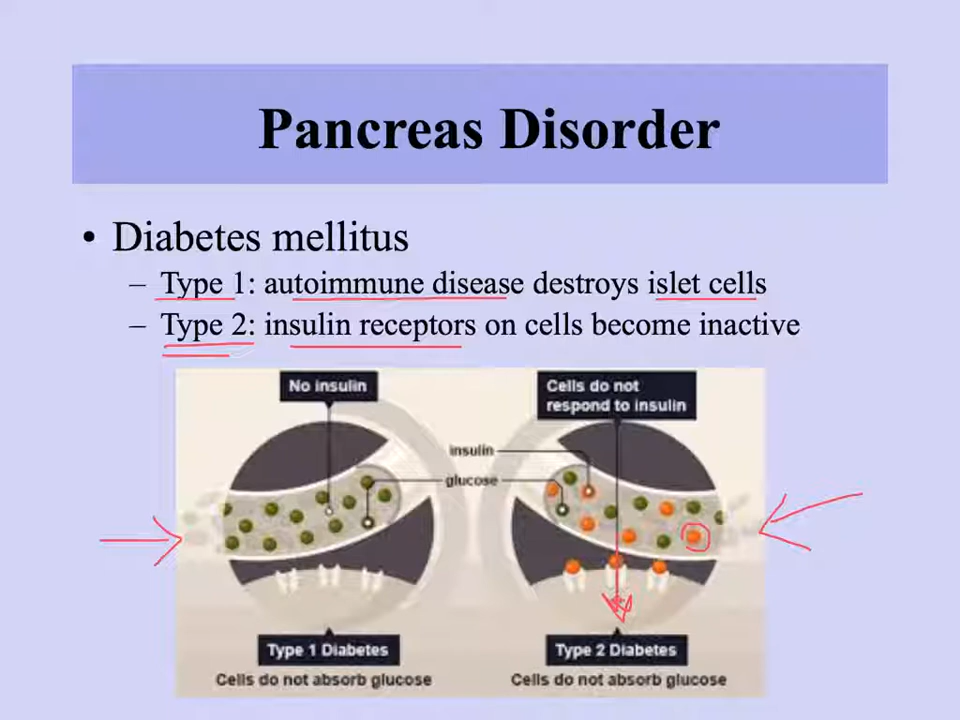 Pancreas Disorder
• Diabetes mellitus
– Type 1: autoimmune disease destroys islet cells
– Type 2: insulin receptors on cells become inactive
No insulin
Cells do not
respond to insulin
insulin
glucose
Type 1 Diabetes
Type 2 Diabetes
Cells do not absorb glucose
Cells do not absorb glucose